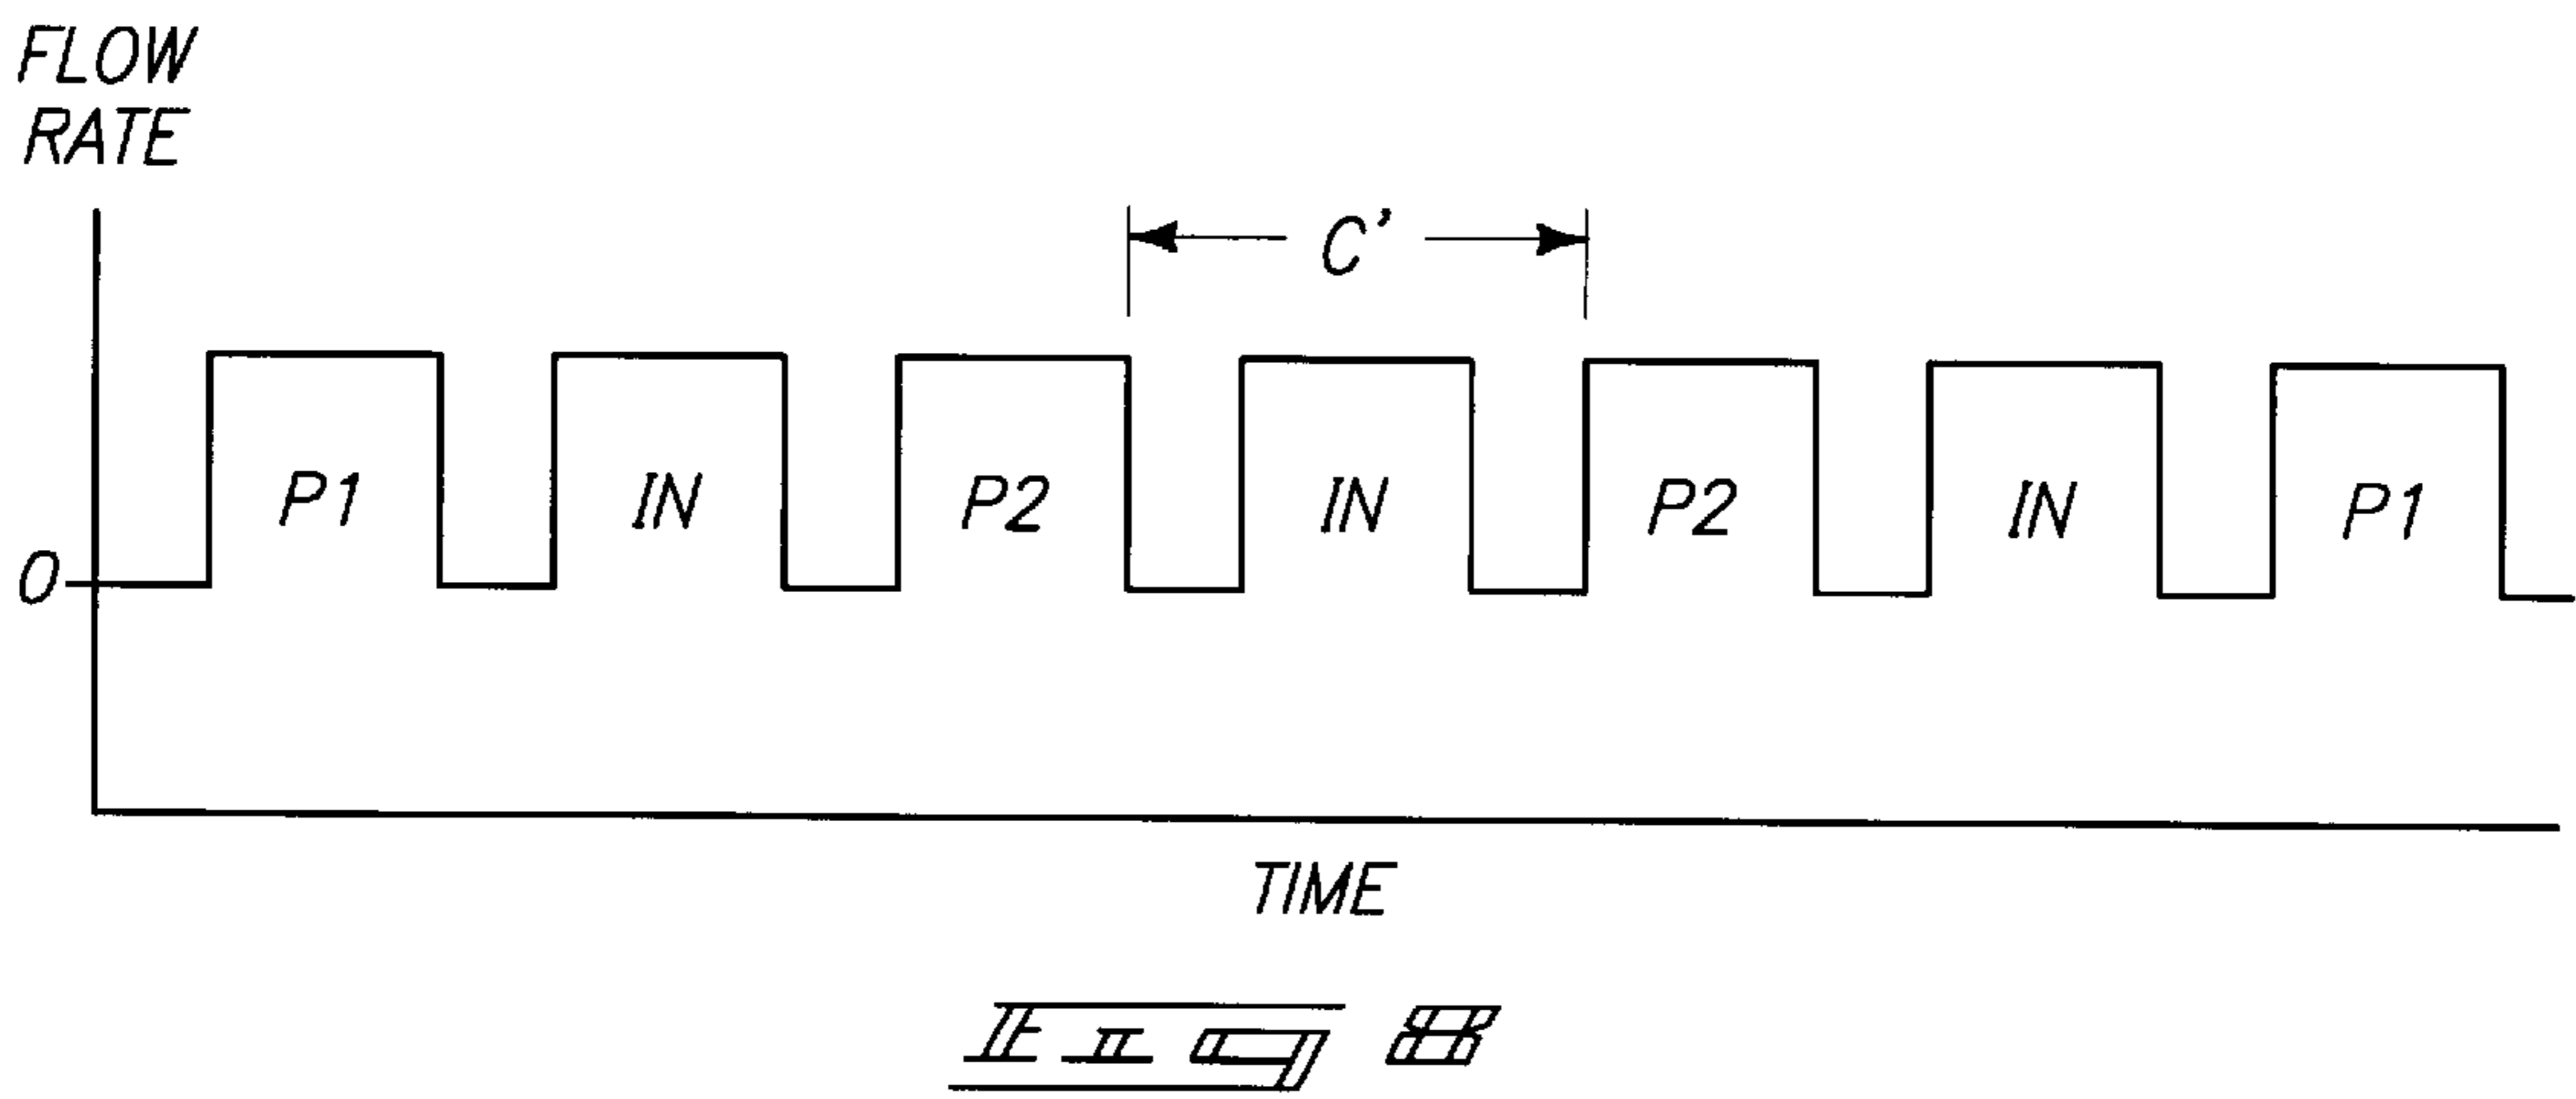 FLOW
RATE
C'
P1 IN P2 IN P2 IN P1
0
TIME
Fig 8